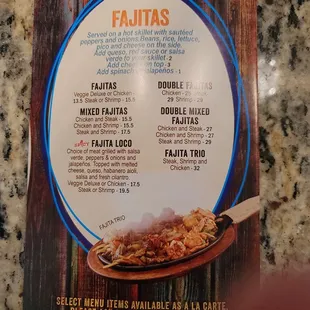 FAJITAS
Served on a hot skillet with sautéed
peppers and onions. Beans, rice, lettuce,
pico and cheese on the side.
Add queso, red sauce or salsa
verde to your skillet -2
Add on top -3
Add spinach jalapeños -1
FAJITAS
Veggie Deluxe or Chicken
13.5 Steak or Shrimp - 15.5
MIXED FAJITAS
Chicken and Steak - 15.5
Chicken and Shrimp - 15.5
Steak and Shrimp - 17.5
FAJITA LOCO
Choice of meat grilled with salsa
verde, peppers & onions and
jalapeños. Topped with melted
cheese, queso, habanero aioli,
salsa and fresh cilantro.
Veggie Deluxe or Chicken - 17.5
Steak or Shrimp - 19.5
DOUBLE FAJITAS
Chicken -
29 Shrimp - 29
DOUBLE MIXED
FAJITAS
Chicken and Steak - 27
Chicken and Shrimp - 27
Steak and Shrimp - 29
FAJITA TRIO
Steak, Shrimp and
Chicken - 32
FAJITA TRIO
SELECT MENU ITEMS AVAILABLE AS A LA CARTE.